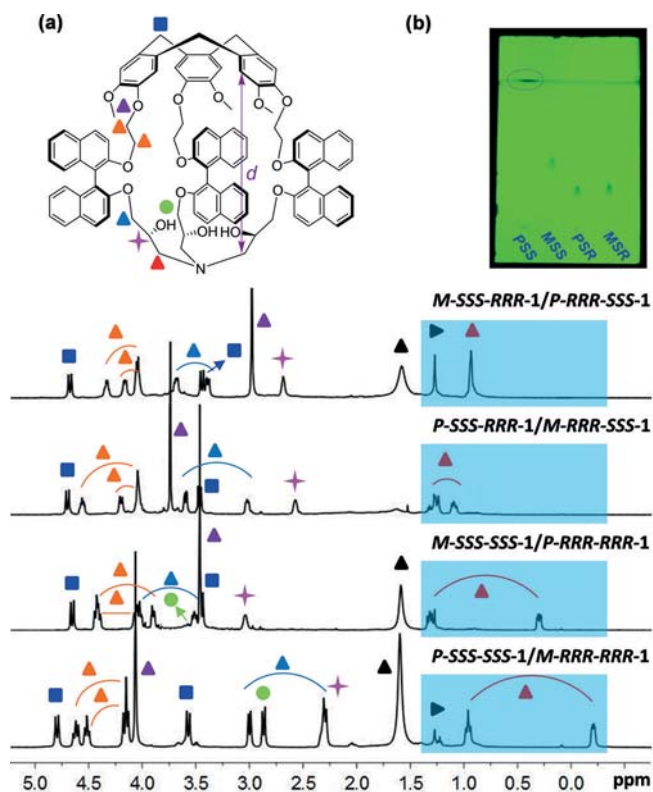 (a)
(b)
O
O
O
O
O
O
d
O
O
O
O
O
O
OH
OH
HO
N
PSS
MSS
PSR
MSR
M-SSS-RRR-1/P-RRR-SSS-1
P-SSS-RRR-1/M-RRR-SSS-1
M-SSS-SSS-1/P-RRR-RRR-1
P-SSS-SSS-1/M-RRR-RRR-1
5.0 4.5 4.0 3.5 3.0 2.5 2.0 1.5 1.0 0.5 0.0 ppm